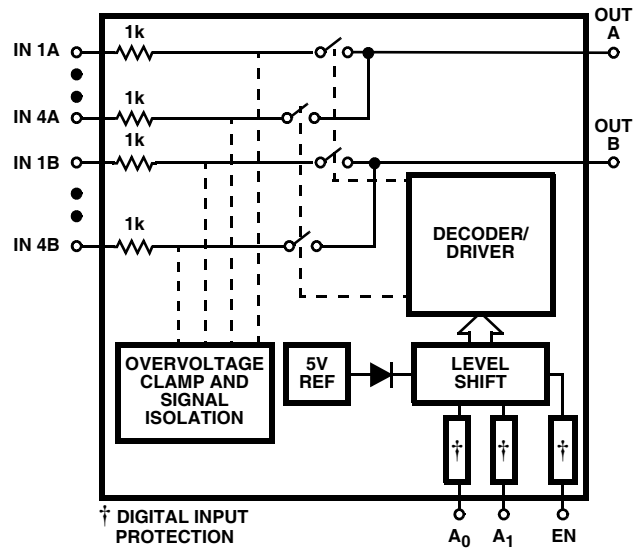 OUT
A
1k
IN 1A
1k
IN 4A
OUT
B
1k
IN 1B
1k
IN 4B
DECODER/
DRIVER
OVERVOLTAGE
CLAMP AND
SIGNAL
ISOLATION
5V
REF
LEVEL
SHIFT
† † †
† DIGITAL INPUT
PROTECTION
A0 A1 EN